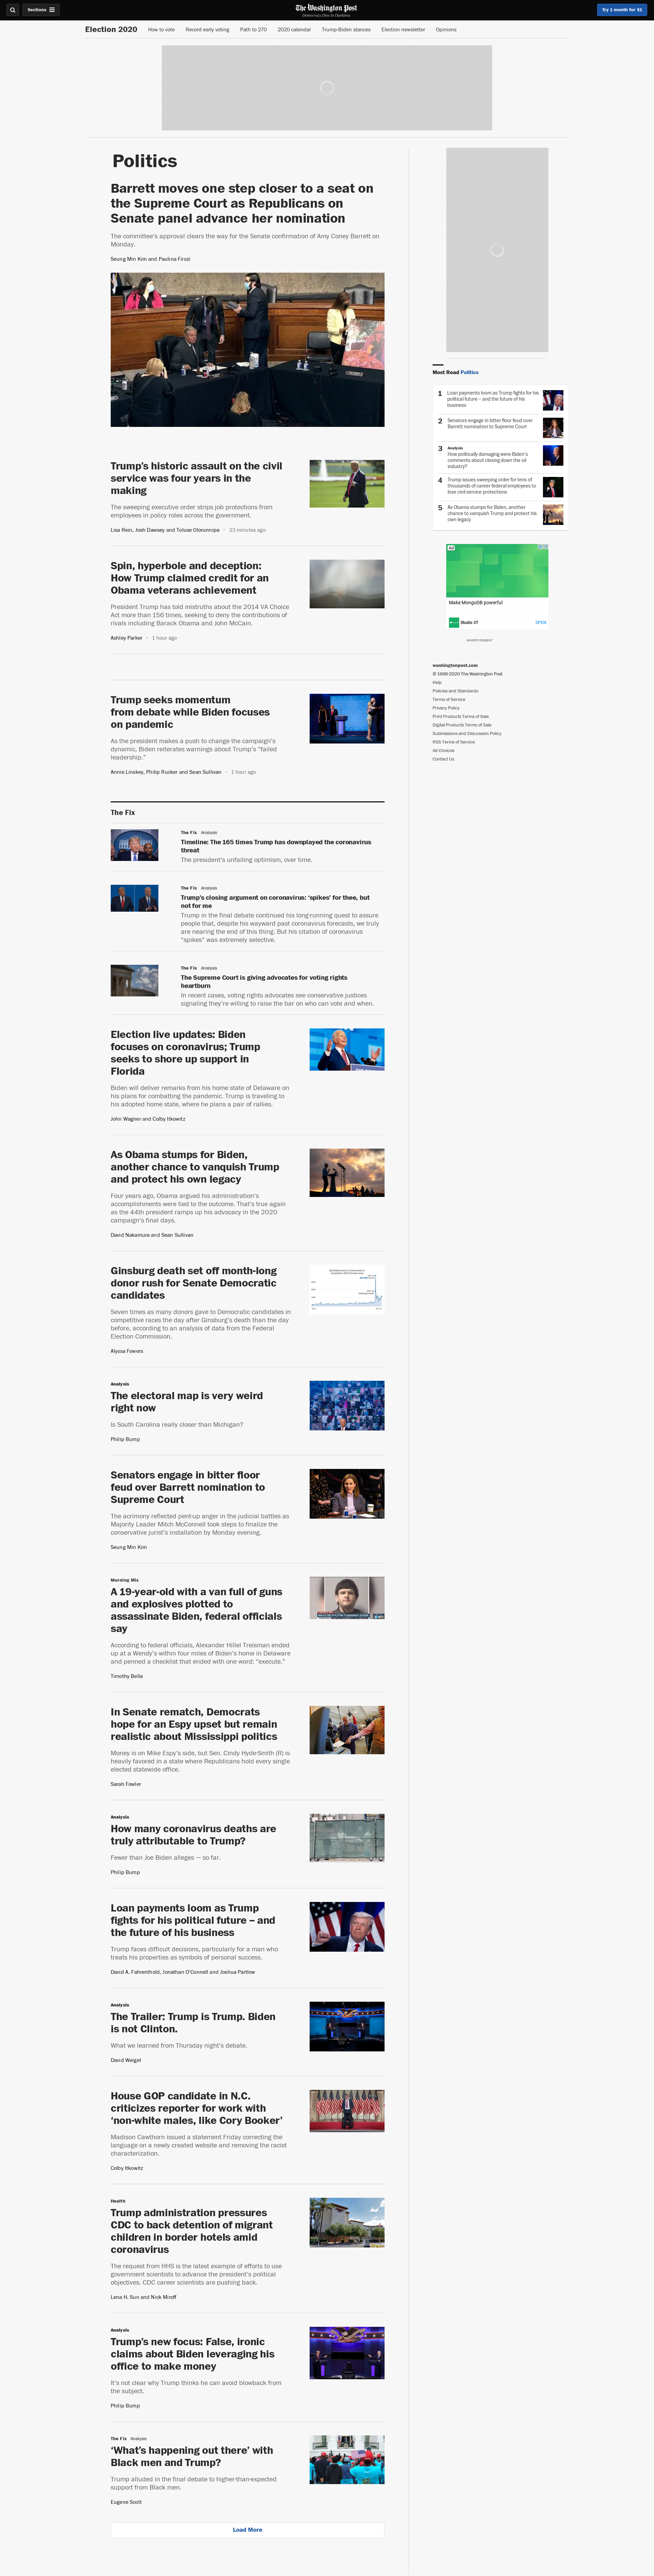 Sections
The Washington Post
Democracy Dies in Darkness
Try 1 month for $1
Election 2020
How to vote
Record early voting
Path to 270
2020 calendar
Trump-Biden stances
Election newsletter
Opinions
Politics
Barrett moves one step closer to a seat on
the Supreme Court as Republicans on
Senate panel advance her nomination
The committee's approval clears the way for the Senate confirmation of Amy Coney Barrett on
Monday.
Seung Min Kim and Paulina Firozi
Trump's historic assault on the civil
service was four years in the
making
The sweeping executive order strips job protections from
employees in policy roles across the government.
Lisa Rein, Josh Dawsey and Toluse Olorunnipa • 23 minutes ago
Spin, hyperbole and deception:
How Trump claimed credit for an
Obama veterans achievement
President Trump has told mistruths about the 2014 VA Choice
Act more than 156 times, seeking to deny the contributions of
rivals including Barack Obama and John McCain.
Ashley Parker • 1 hour ago
Trump seeks momentum
from debate while Biden focuses
on pandemic
As the president makes a push to change the campaign's
dynamic, Biden reiterates warnings about Trump's "failed
leadership."
Annie Linskey, Philip Rucker and Sean Sullivan • 1 hour ago
The Fix
The Fix Analysis
Timeline: The 165 times Trump has downplayed the coronavirus
threat
The president's unfailing optimism, over time.
The Fix Analysis
Trump's closing argument on coronavirus: 'spikes' for thee, but
not for me
Trump in the final debate continued his long-running quest to assure
people that, despite his wayward past coronavirus forecasts, we truly
are nearing the end of this thing. But his citation of coronavirus
"spikes" was extremely selective.
The Fix Analysis
The Supreme Court is giving advocates for voting rights
heartburn
In recent cases, voting rights advocates see conservative justices
signaling they're willing to raise the bar on who can vote and when.
Election live updates: Biden
focuses on coronavirus; Trump
seeks to shore up support in
Florida
Biden will deliver remarks from his home state of Delaware on
his plans for combatting the pandemic. Trump is traveling to
his adopted home state, where he plans a pair of rallies.
John Wagner and Colby Itkowitz
As Obama stumps for Biden,
another chance to vanquish Trump
and protect his own legacy
Four years ago, Obama argued his administration's
accomplishments were tied to the outcome. That's true again
as the 44th president ramps up his advocacy in the 2020
campaign's final days.
David Nakamura and Sean Sullivan
Ginsburg death set off month-long
donor rush for Senate Democratic
candidates
Seven times as many donors gave to Democratic candidates in
competitive races the day after Ginsburg's death than the day
before, according to an analysis of data from the Federal
Election Commission.
Alyssa Fowers
Analysis
The electoral map is very weird
right now
Is South Carolina really closer than Michigan?
Philip Bump
Senators engage in bitter floor
feud over Barrett nomination to
Supreme Court
The acrimony reflected pent-up anger in the judicial battles as
Majority Leader Mitch McConnell took steps to finalize the
conservative jurist's installation by Monday evening.
Seung Min Kim
Morning Mix
A 19-year-old with a van full of guns
and explosives plotted to
assassinate Biden, federal officials
say
According to federal officials, Alexander Hillel Treisman ended
up at a Wendy's within four miles of Biden's home in Delaware
and penned a checklist that ended with one word: "execute."
Timothy Bella
In Senate rematch, Democrats
hope for an Espy upset but remain
realistic about Mississippi politics
Money is on Mike Espy's side, but Sen. Cindy Hyde-Smith (R) is
heavily favored in a state where Republicans hold every single
elected statewide office.
Sarah Fowler
Analysis
How many coronavirus deaths are
truly attributable to Trump?
Fewer than Joe Biden alleges — so far.
Philip Bump
Loan payments loom as Trump
fights for his political future – and
the future of his business
Trump faces difficult decisions, particularly for a man who
treats his properties as symbols of personal success.
David A. Fahrenthold, Jonathan O'Connell and Joshua Partlow
Analysis
The Trailer: Trump is Trump. Biden
is not Clinton.
What we learned from Thursday night's debate.
David Weigel
House GOP candidate in N.C.
criticizes reporter for work with
'non-white males, like Cory Booker'
Madison Cawthorn issued a statement Friday correcting the
language on a newly created website and removing the racist
characterization.
Colby Itkowitz
Health
Trump administration pressures
CDC to back detention of migrant
children in border hotels amid
coronavirus
The request from HHS is the latest example of efforts to use
government scientists to advance the president's political
objectives. CDC career scientists are pushing back.
Lena H. Sun and Nick Miroff
Analysis
Trump's new focus: False, ironic
claims about Biden leveraging his
office to make money
It's not clear why Trump thinks he can avoid blowback from
the subject.
Philip Bump
The Fix Analysis
'What's happening out there' with
Black men and Trump?
Trump alluded in the final debate to higher-than-expected
support from Black men.
Eugene Scott
Load More
Most Read Politics
1 Loan payments loom as Trump fights for his
political future – and the future of his
business
2 Senators engage in bitter floor feud over
Barrett nomination to Supreme Court
3 Analysis
How politically damaging were Biden's
comments about closing down the oil
industry?
4 Trump issues sweeping order for tens of
thousands of career federal employees to
lose civil service protections
5 As Obama stumps for Biden, another
chance to vanquish Trump and protect his
own legacy
Ad
Make MongoDB powerful
Studio 3T
OPEN
ADVERTISEMENT
washingtonpost.com
© 1996-2020 The Washington Post
Help
Policies and Standards
Terms of Service
Privacy Policy
Print Products Terms of Sale
Digital Products Terms of Sale
Submissions and Discussion Policy
RSS Terms of Service
Ad Choices
Contact Us